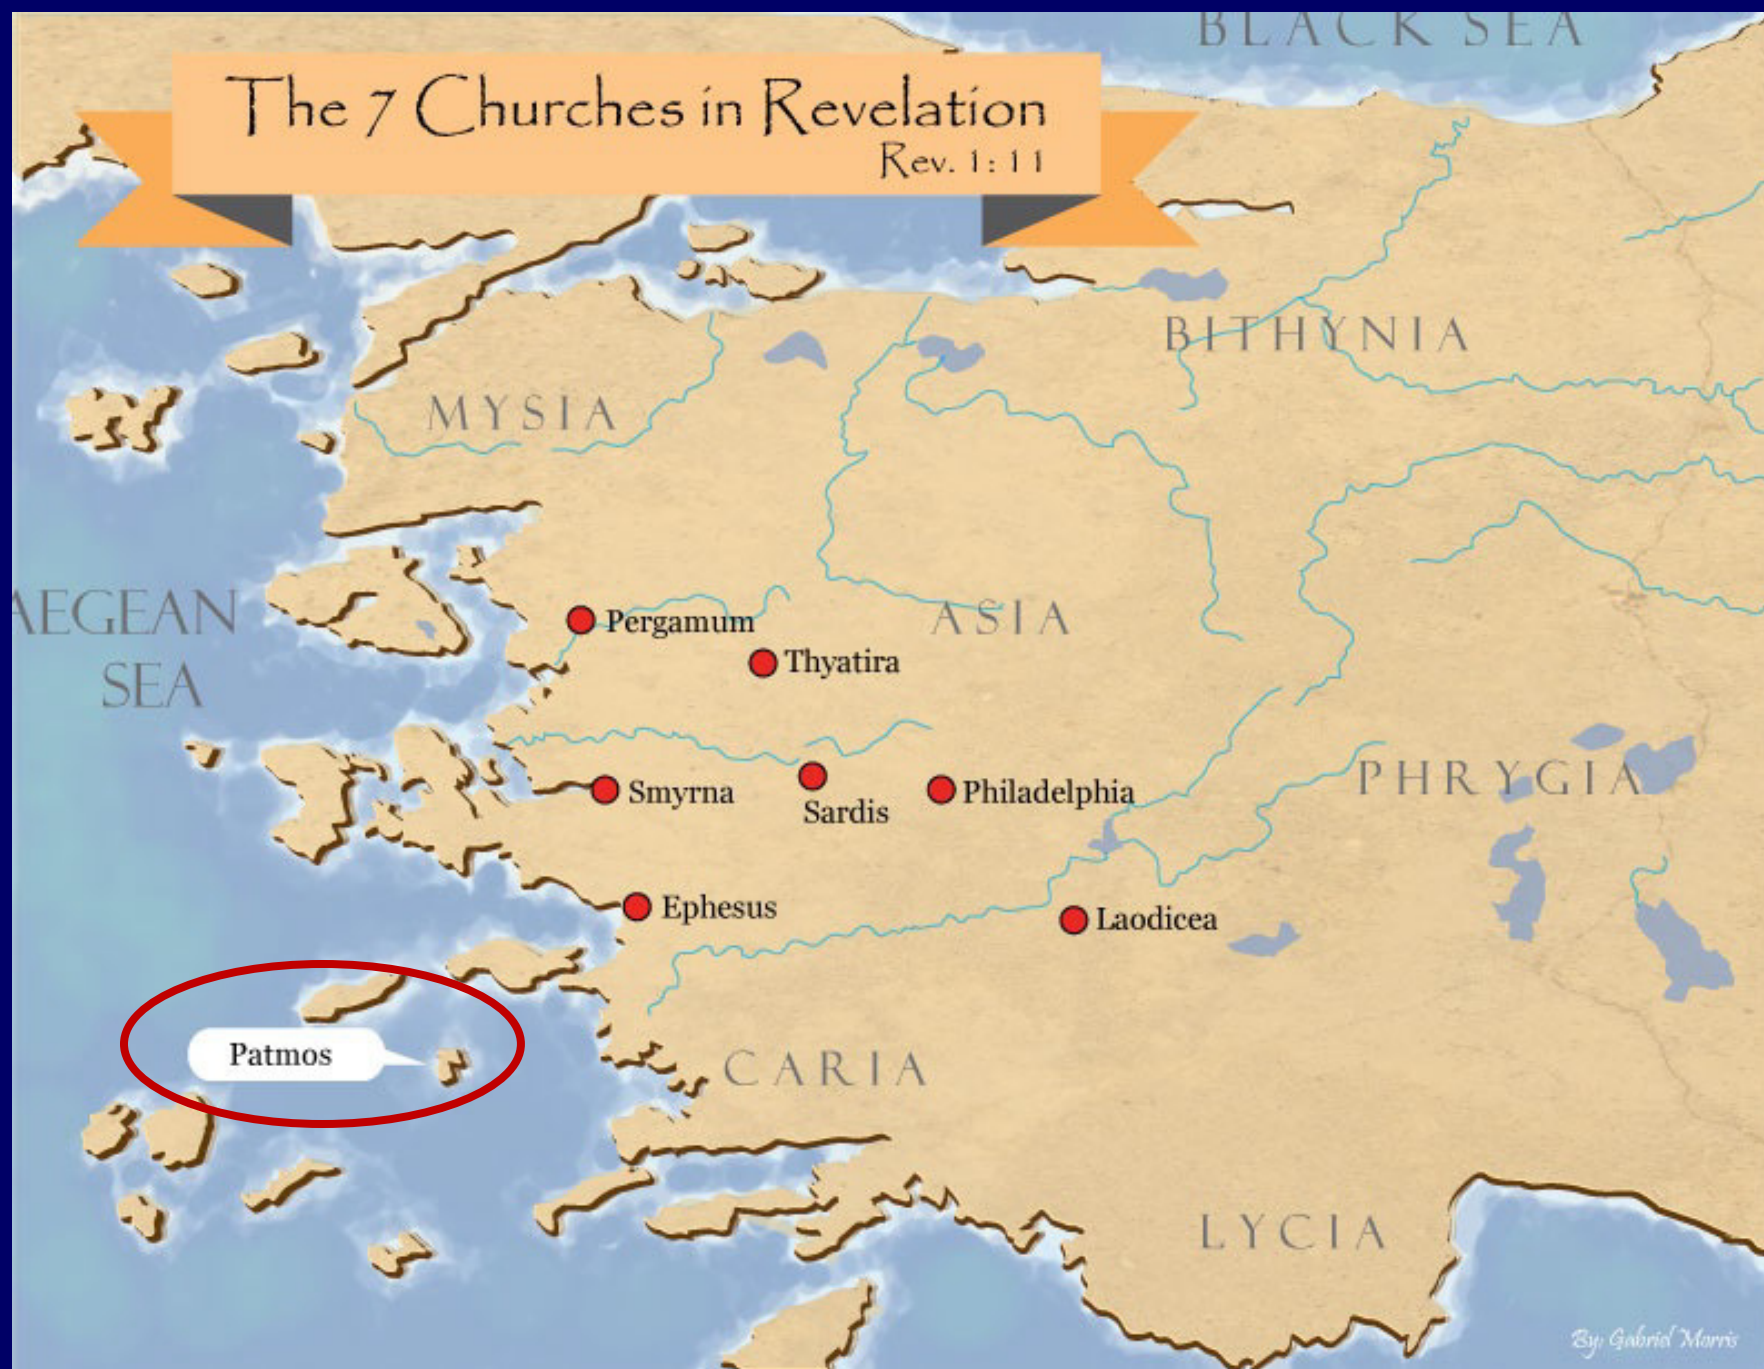 BLACK SEA
The 7 Churches in Revelation
Rev. 1:11
BITHYNIA
MYSIA
AEGEAN
SEA
ASIA
Pergamum
Thyatira
PHRYGIA
Smyrna
Sardis
Philadelphia
Ephesus
Laodicea
Patmos
CARIA
LYCIA
By: Gabriel Morris